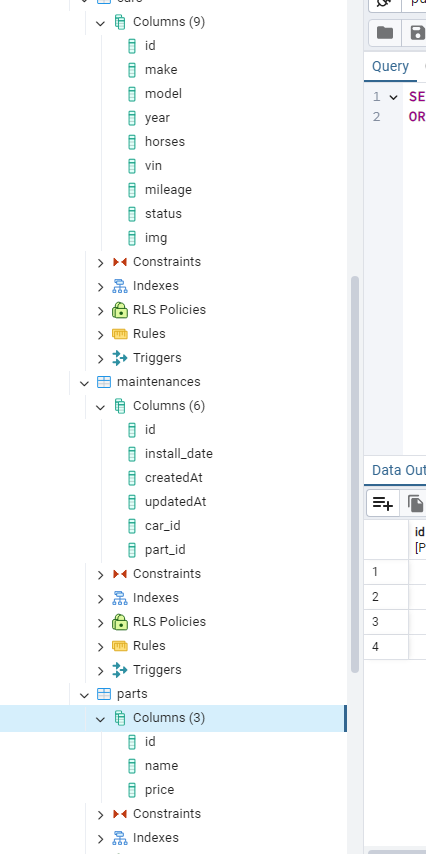 Columns (9)
id
make
model
year
horses
vin
mileage
status
img
Constraints
Indexes
RLS Policies
Rules
Triggers
maintenances
Columns (6)
id
install_date
createdAt
updatedAt
car_id
part_id
Constraints
Indexes
RLS Policies
Rules
Triggers
parts
Columns (3)
id
name
price
Constraints
Indexes
Query
1 SE
2 OR
Data Out
id
[P
1
2
3
4